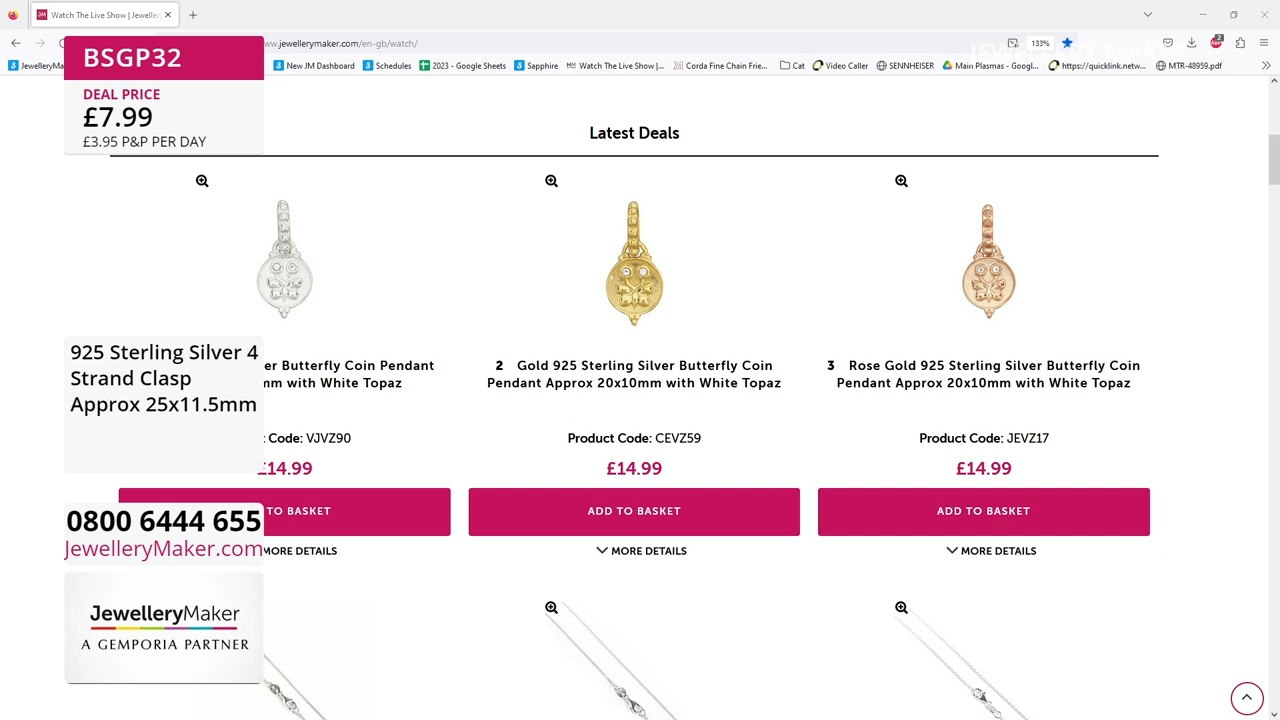 Watch The Live Show | Jeweller
ww.jewellerymaker.com/en-gb/watch/
133%
2
JewelleryMa
New JM Dashboard
Schedules
2023 - Google Sheets
Sapphire
Watch The Live Show |...
Corda Fine Chain Frie...
Cat
Video Caller
SENNHEISER
Main Plasmas - Googl...
https://quicklink.netw...
MTR-48959.pdf
BSGP32
DEAL PRICE
£7.99
£3.95 P&P PER DAY
Latest Deals
925 Sterling Silver 4
Strand Clasp
Approx 25x11.5mm
er Butterfly Coin Pendant
mm with White Topaz
Code: VJVZ90
£14.99
TO BASKET
MORE DETAILS
2 Gold 925 Sterling Silver Butterfly Coin
Pendant Approx 20x10mm with White Topaz
Product Code: CEVZ59
£14.99
ADD TO BASKET
MORE DETAILS
3 Rose Gold 925 Sterling Silver Butterfly Coin
Pendant Approx 20x10mm with White Topaz
Product Code: JEVZ17
£14.99
ADD TO BASKET
MORE DETAILS
0800 6444 655
JewelleryMaker.com
JewelleryMaker
A GEMPORIA PARTNER